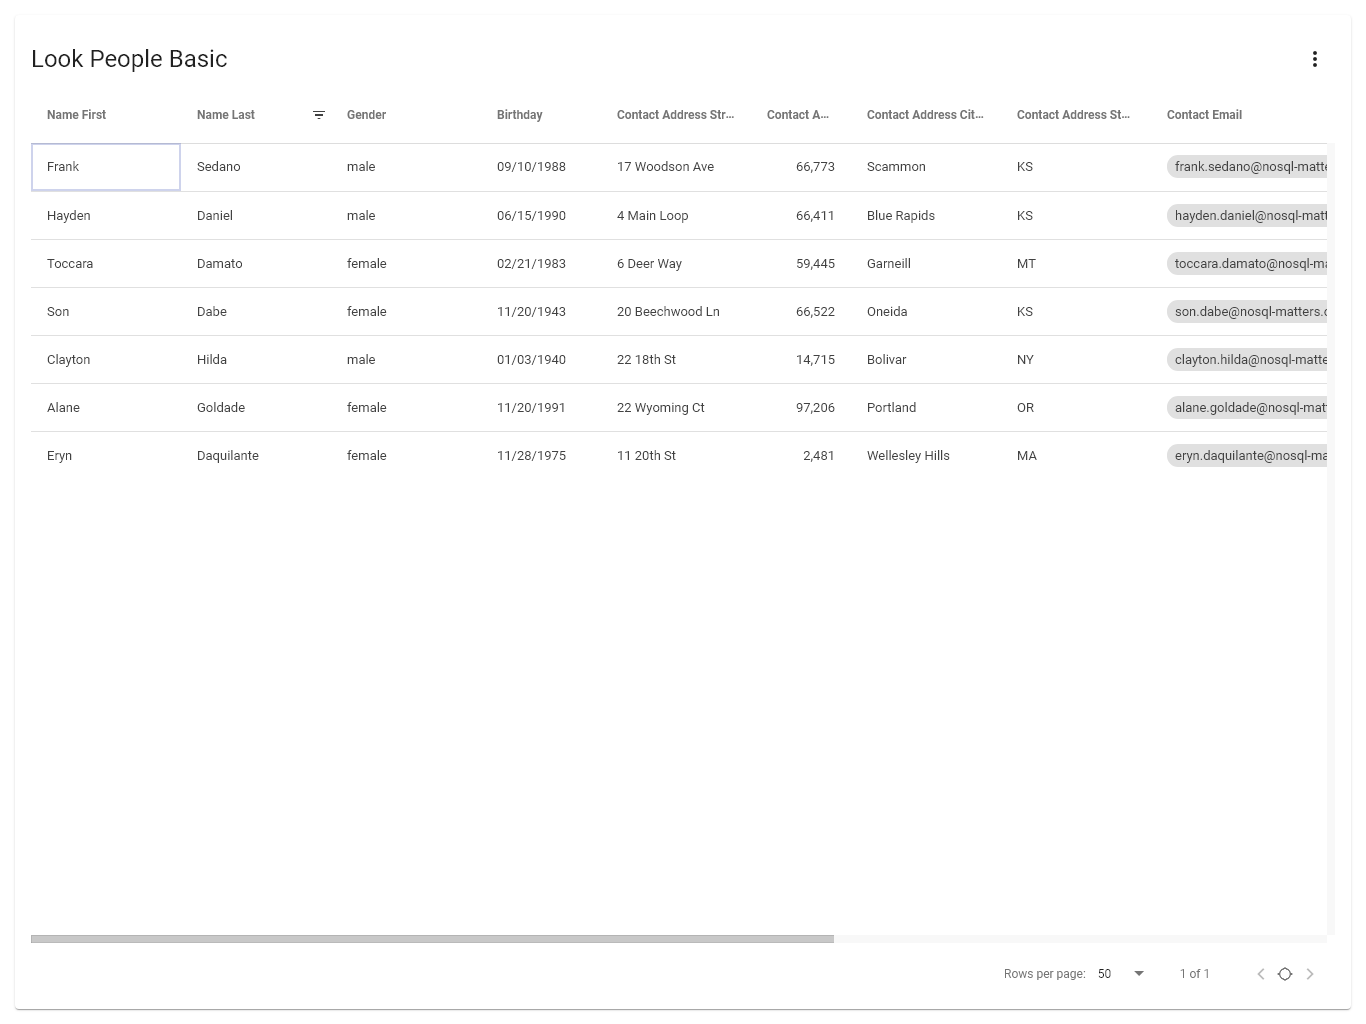 Look People Basic
Name First Name Last Gender Birthday Contact Address Str... Contact A... Contact Address Cit... Contact Address St... Contact Email
Frank Sedano male 09/10/1988 17 Woodson Ave 66,773 Scammon KS frank.sedano@nosql-matte
Hayden Daniel male 06/15/1990 4 Main Loop 66,411 Blue Rapids KS hayden.daniel@nosql-matt
Toccara Damato female 02/21/1983 6 Deer Way 59,445 Garneill MT toccara.damato@nosql-ma
Son Dabe female 11/20/1943 20 Beechwood Ln 66,522 Oneida KS son.dabe@nosql-matters.c
Clayton Hilda male 01/03/1940 22 18th St 14,715 Bolivar NY clayton.hilda@nosql-matte
Alane Goldade female 11/20/1991 22 Wyoming Ct 97,206 Portland OR alane.goldade@nosql-mat
Eryn Daquilante female 11/28/1975 11 20th St 2,481 Wellesley Hills MA eryn.daquilante@nosql-ma
Rows per page: 50 1 of 1